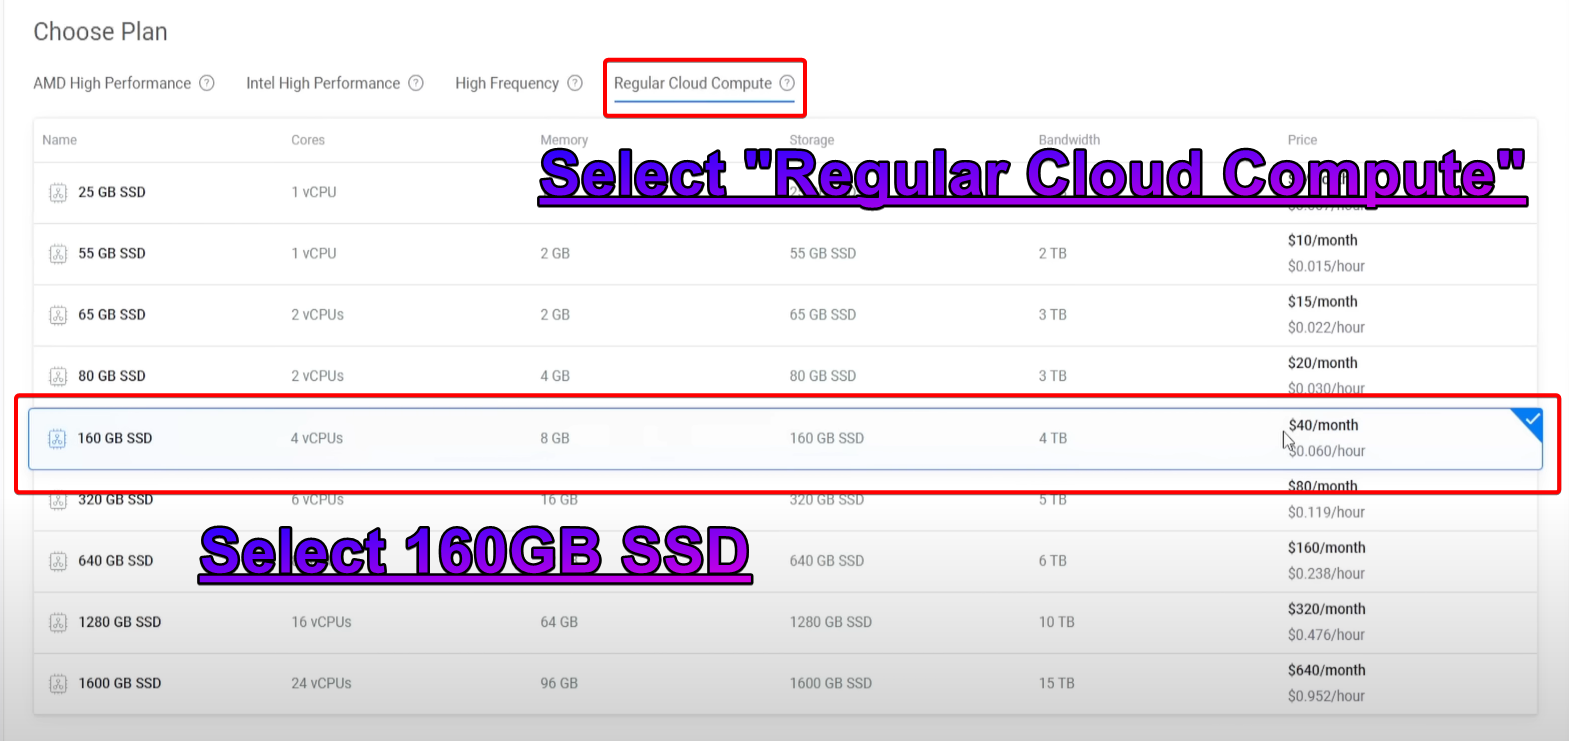 Choose Plan
AMD High Performance ? Intel High Performance ? High Frequency ? Regular Cloud Compute ?
Name Cores Memory Storage Bandwidth Price
Select "Regular Cloud Compute"
25 GB SSD 1 vCPU
55 GB SSD 1 vCPU 2 GB 55 GB SSD 2 TB $10/month
$0.015/hour
65 GB SSD 2 vCPUs 2 GB 65 GB SSD 3 TB $15/month
$0.022/hour
80 GB SSD 2 vCPUs 4 GB 80 GB SSD 3 TB $20/month
$0.030/hour
160 GB SSD 4 vCPUs 8 GB 160 GB SSD 4 TB $40/month
$0.060/hour
320 GB SSD 6 vCPUs 16 GB 320 GB SSD 5 TB $80/month
$0.119/hour
Select 160GB SSD
640 GB SSD 640 GB SSD 6 TB $160/month
$0.238/hour
1280 GB SSD 16 vCPUs 64 GB 1280 GB SSD 10 TB $320/month
$0.476/hour
1600 GB SSD 24 vCPUs 96 GB 1600 GB SSD 15 TB $640/month
$0.952/hour